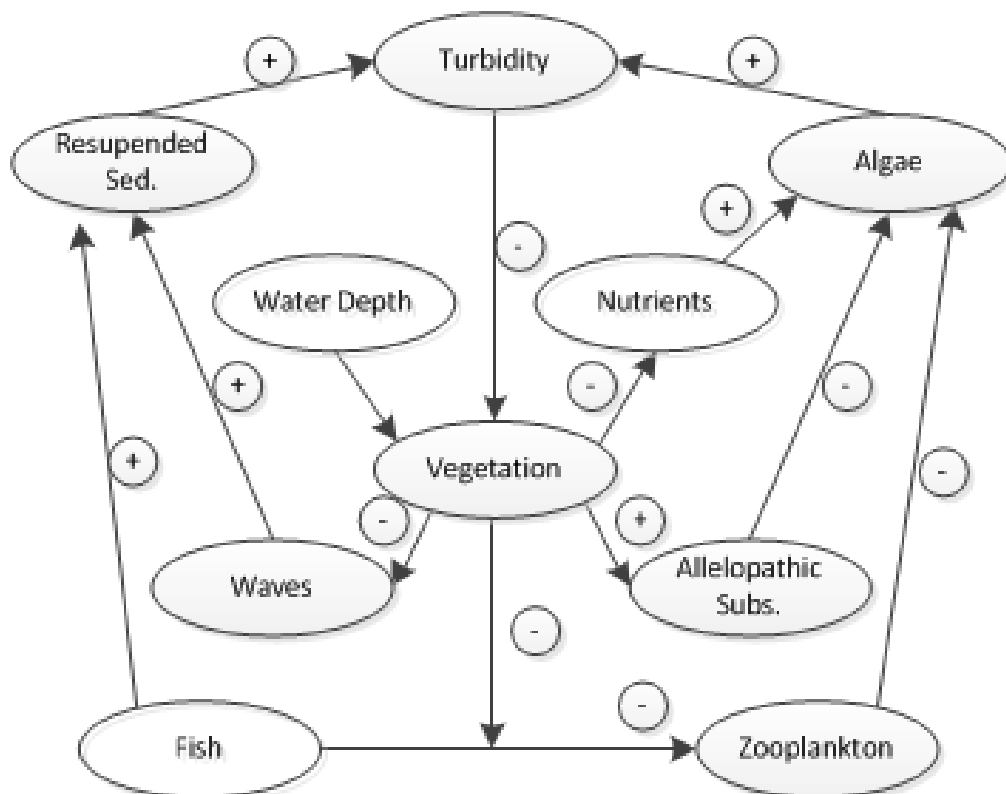 Turbidity
+
+
Resupended
Sed.
Algae
+
-
Water Depth
Nutrients
+
-
-
+
Vegetation
-
-
+
Waves
Allelopathic
Subs.
-
-
Fish
Zooplankton